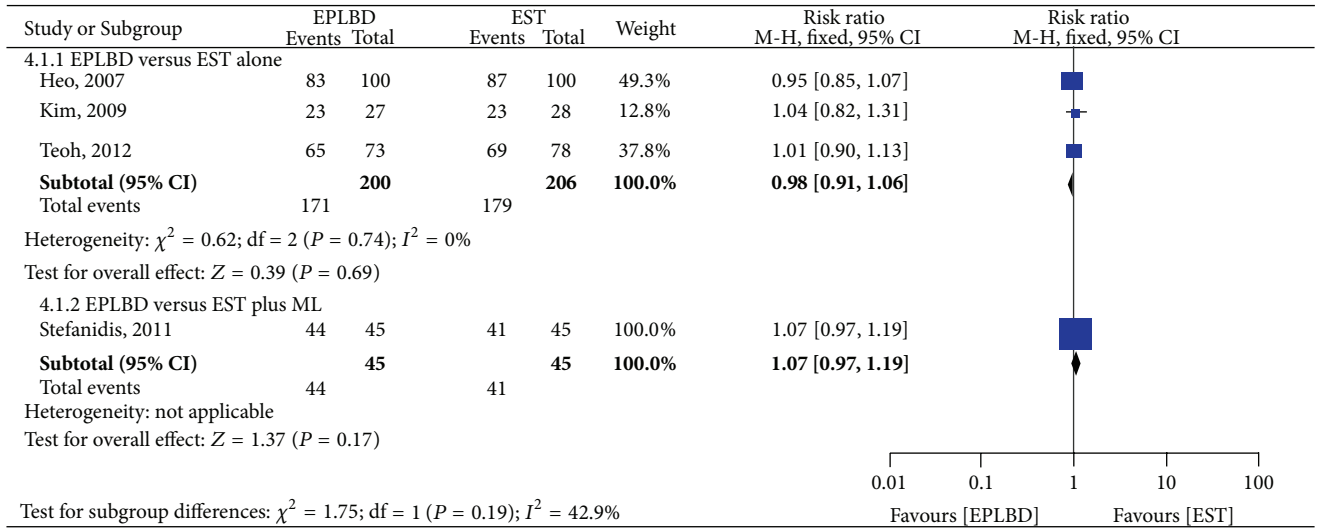 Study or Subgroup EPLBD EST Weight Risk ratio Risk ratio
Events Total Events Total M-H, fixed, 95% CI M-H, fixed, 95% CI
4.1.1 EPLBD versus EST alone
Heo, 2007 83 100 87 100 49.3% 0.95 [0.85, 1.07]
Kim, 2009 23 27 23 28 12.8% 1.04 [0.82, 1.31]
Teoh, 2012 65 73 69 78 37.8% 1.01 [0.90, 1.13]
Subtotal (95% CI) 200 206 100.0% 0.98 [0.91, 1.06]
Total events 171 179
Heterogeneity: χ² = 0.62; df = 2 (P = 0.74); I² = 0%
Test for overall effect: Z = 0.39 (P = 0.69)
4.1.2 EPLBD versus EST plus ML
Stefanidis, 2011 44 45 41 45 100.0% 1.07 [0.97, 1.19]
Subtotal (95% CI) 45 45 100.0% 1.07 [0.97, 1.19]
Total events 44 41
Heterogeneity: not applicable
Test for overall effect: Z = 1.37 (P = 0.17)
0.01 0.1 1 10 100
Test for subgroup differences: χ² = 1.75; df = 1 (P = 0.19); I² = 42.9% Favours [EPLBD] Favours [EST]